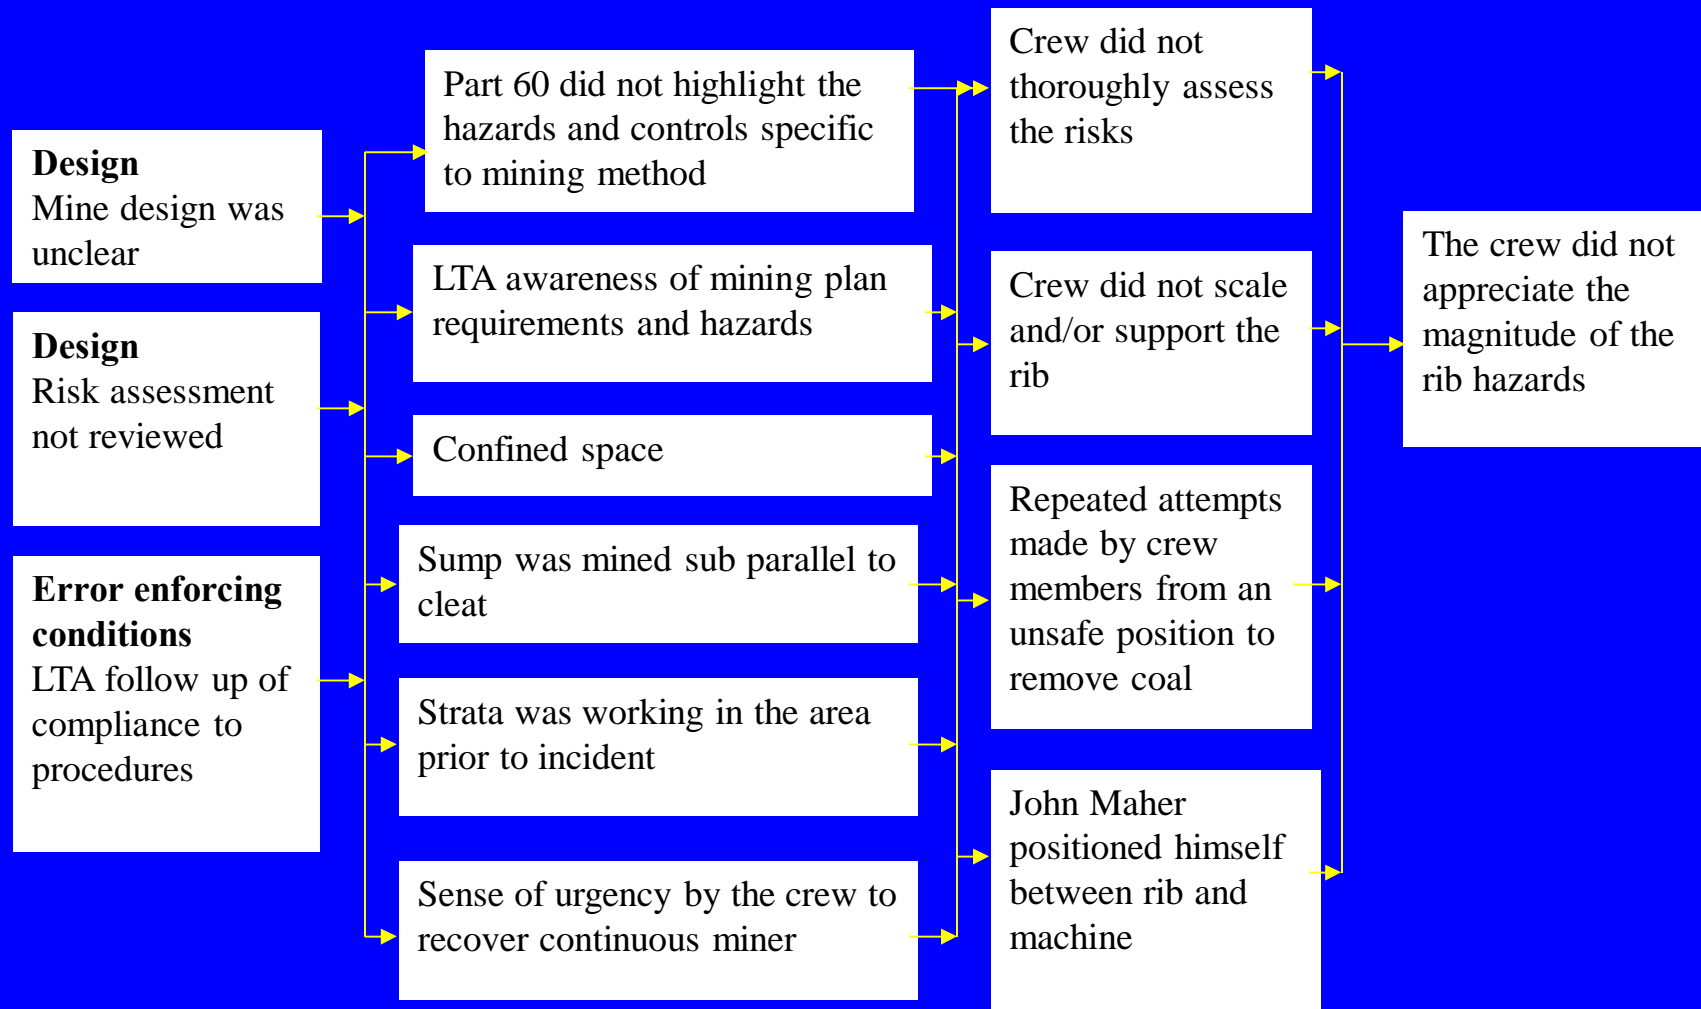 Design
Mine design was
unclear
Design
Risk assessment
not reviewed
Error enforcing
conditions
LTA follow up of
compliance to
procedures
Part 60 did not highlight the
hazards and controls specific
to mining method
LTA awareness of mining plan
requirements and hazards
Confined space
Sump was mined sub parallel to
cleat
Strata was working in the area
prior to incident
Sense of urgency by the crew to
recover continuous miner
Crew did not
thoroughly assess
the risks
Crew did not scale
and/or support the
rib
Repeated attempts
made by crew
members from an
unsafe position to
remove coal
John Maher
positioned himself
between rib and
machine
The crew did not
appreciate the
magnitude of the
rib hazards